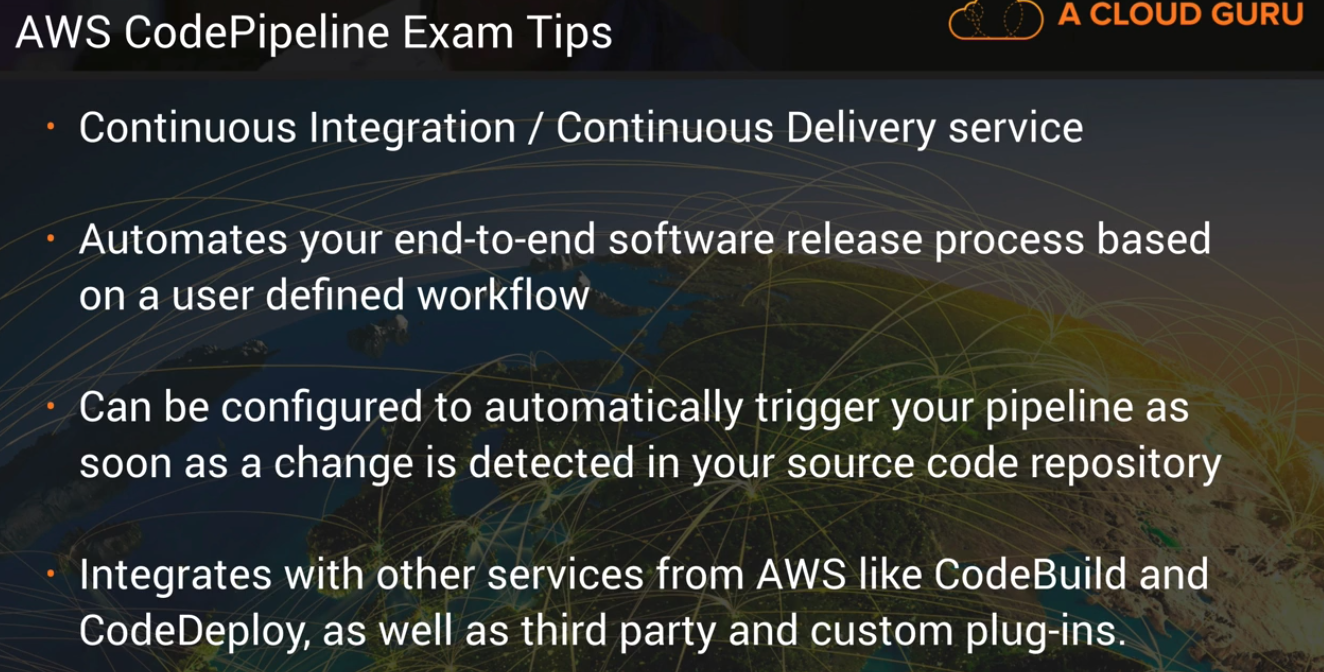 AWS CodePipeline Exam Tips
A CLOUD GURU
• Continuous Integration / Continuous Delivery service
• Automates your end-to-end software release process based
on a user defined workflow
• Can be configured to automatically trigger your pipeline as
soon as a change is detected in your source code repository
• Integrates with other services from AWS like CodeBuild and
CodeDeploy, as well as third party and custom plug-ins.